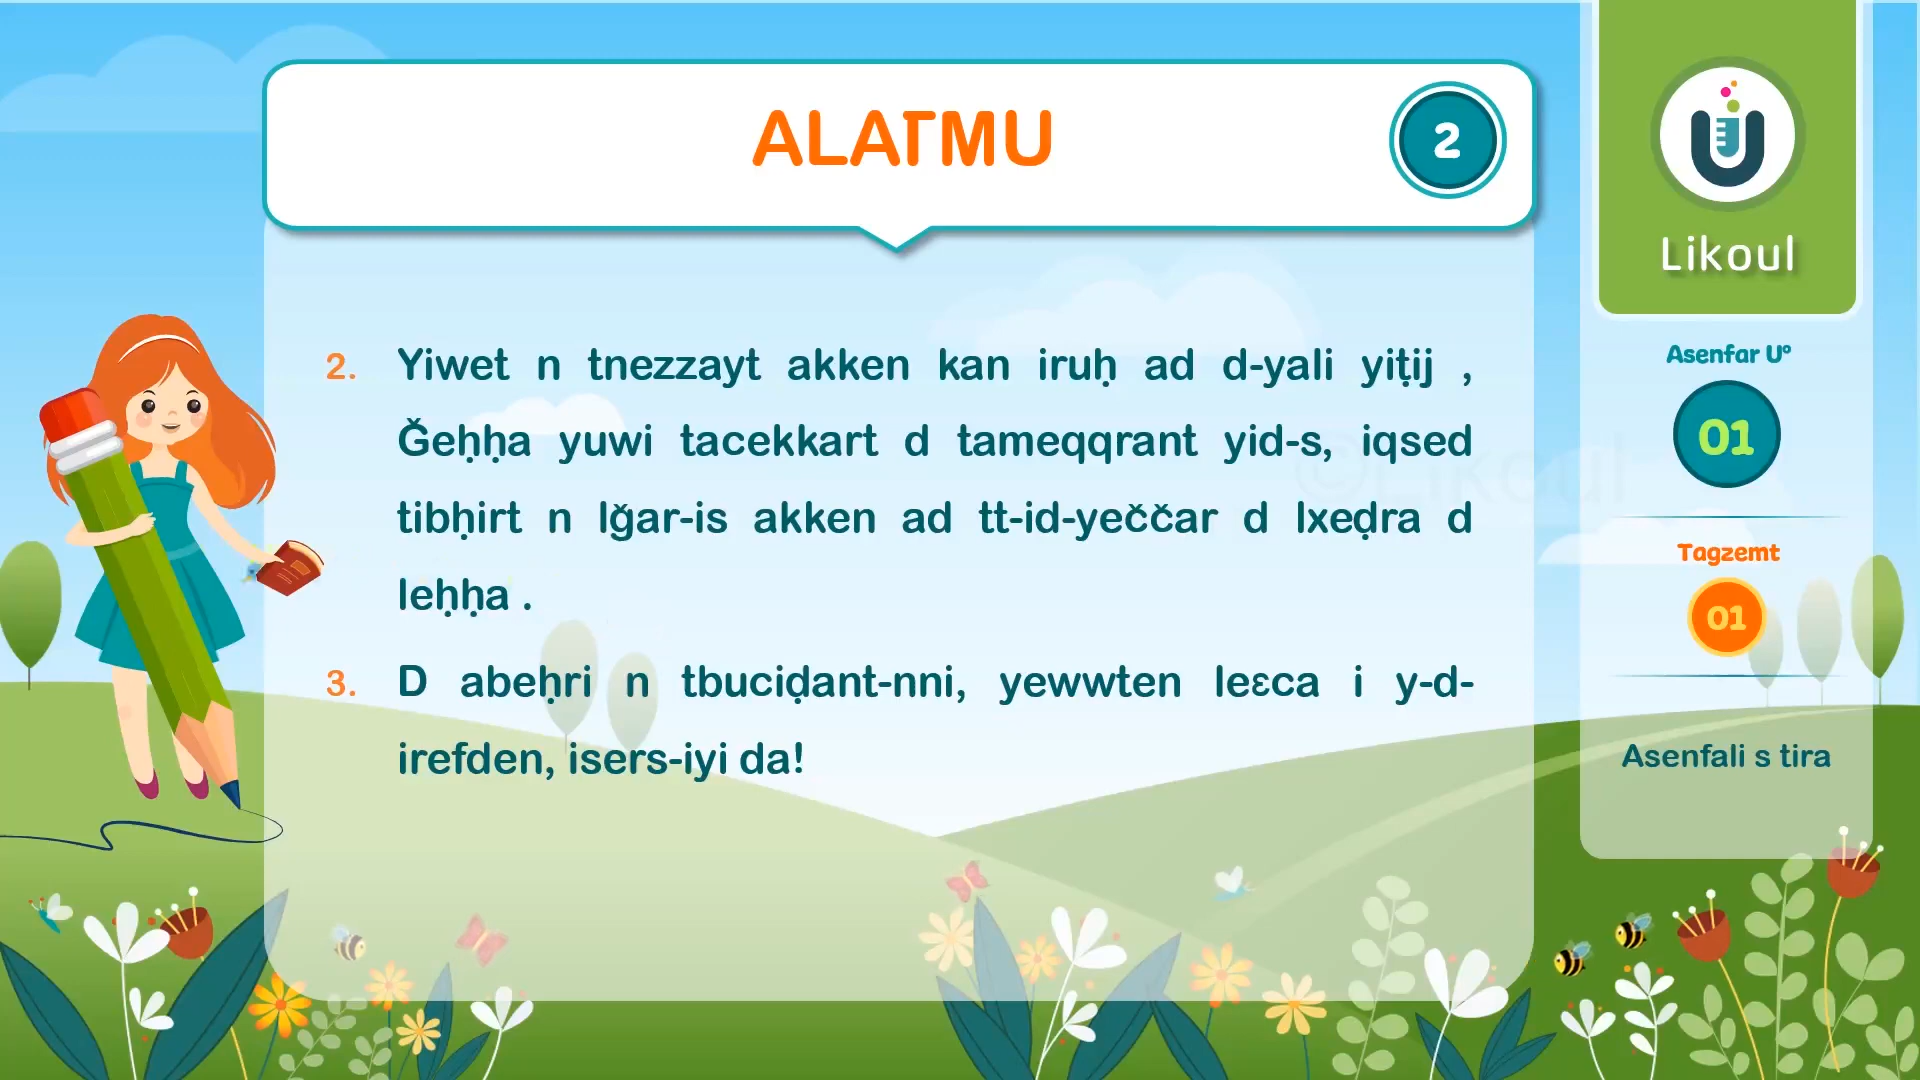 ALATMU
2
2. Yiwet n tnezzayt akken kan iruḥ ad d-yali yiṭij ,
Ǧeḥḥa yuwi tacekkart d tameqqrant yid-s, iqsed
tibḥirt n lǧar-is akken ad tt-id-yeččar d lxeḍra d
leḥḥa .
3. D abeḥri n tbuciḍant-nni, yewwten leɛca i y-d-
irefden, isers-iyi da!
Likoul
Asenfar U°
01
Tagzemt
01
Asenfali s tira
©Likoul